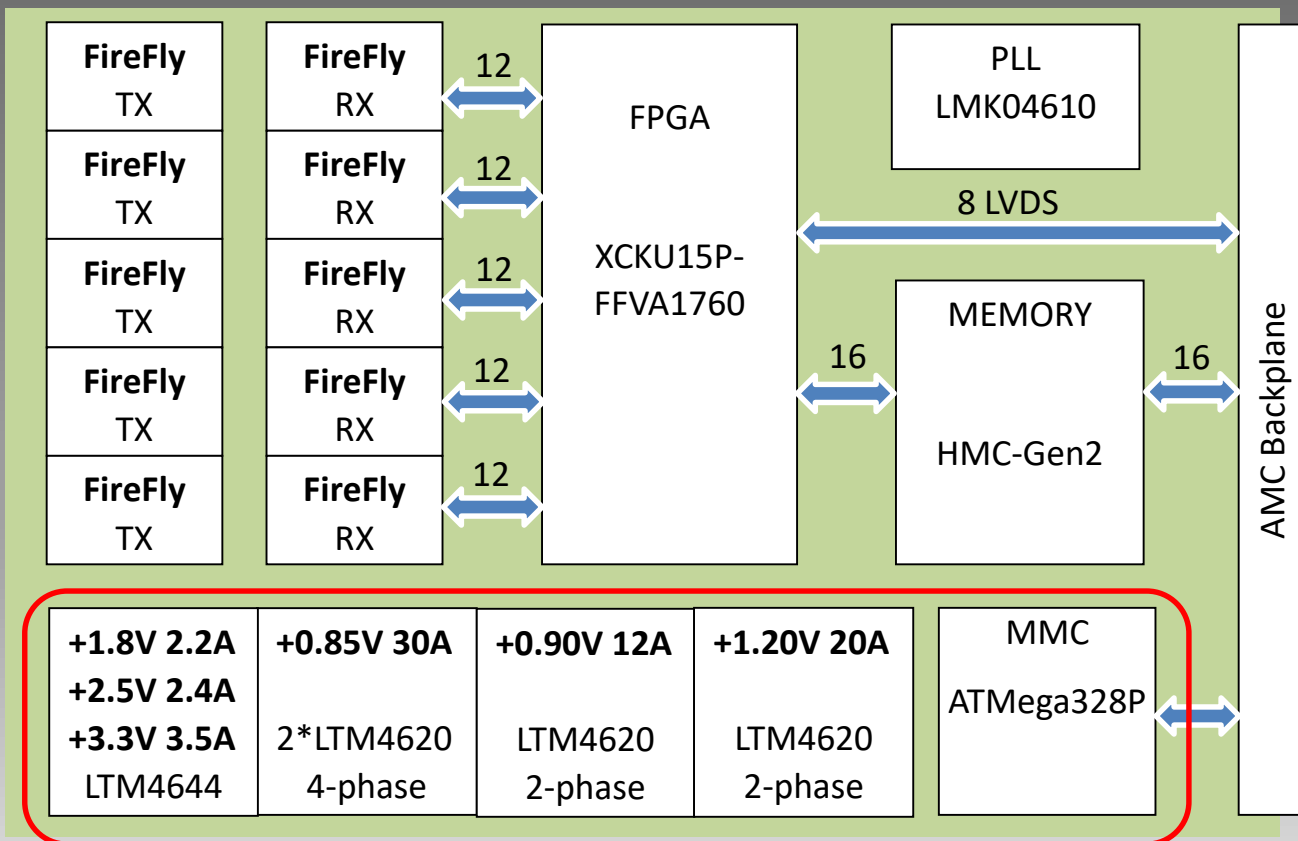 FireFly
TX
FireFly
RX
12
FireFly
TX
FireFly
RX
12
FireFly
TX
FireFly
RX
12
FireFly
TX
FireFly
RX
12
FireFly
TX
FireFly
RX
12
FPGA
XCKU15P-
FFVA1760
PLL
LMK04610
8 LVDS
16
MEMORY
HMC-Gen2
16
AMC Backplane
+1.8V 2.2A
+2.5V 2.4A
+3.3V 3.5A
LTM4644
+0.85V 30A
2*LTM4620
4-phase
+0.90V 12A
LTM4620
2-phase
+1.20V 20A
LTM4620
2-phase
MMC
ATMega328P